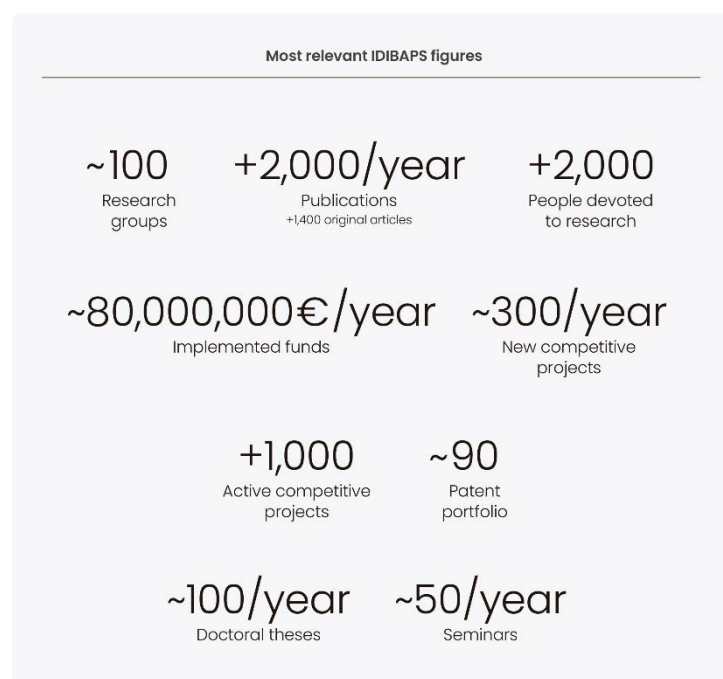 Most relevant IDIBAPS figures
~100
Research
groups
+2,000/year
Publications
+1,400 original articles
+2,000
People devoted
to research
~80,000,000€/year
Implemented funds
~300/year
New competitive
projects
+1,000
Active competitive
projects
~90
Patent
portfolio
~100/year
Doctoral theses
~50/year
Seminars